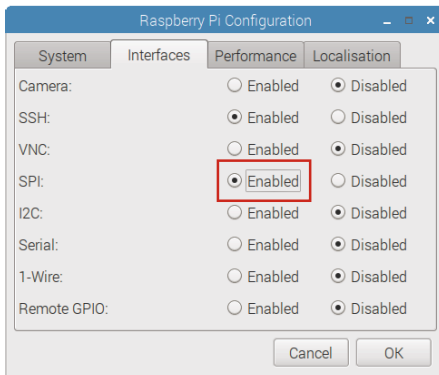 Raspberry Pi Configuration
System Interfaces Performance Localisation
Camera: Enabled Disabled
SSH: Enabled Disabled
VNC: Enabled Disabled
SPI: Enabled Disabled
I2C: Enabled Disabled
Serial: Enabled Disabled
1-Wire: Enabled Disabled
Remote GPIO: Enabled Disabled
Cancel OK